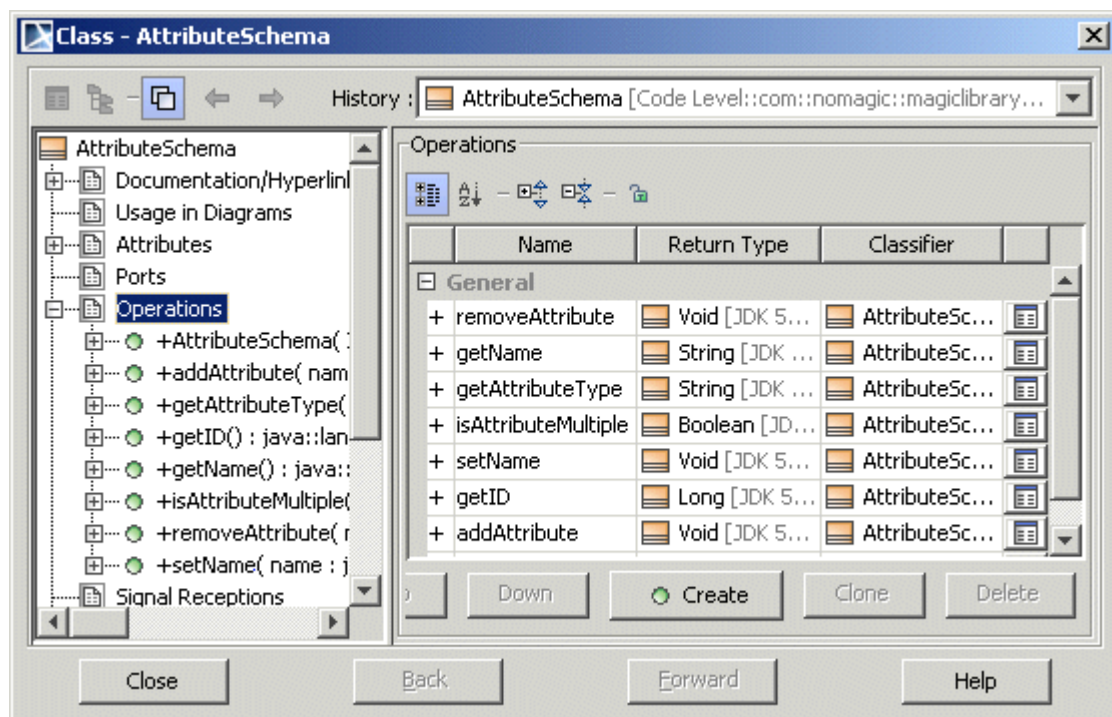 Class - AttributeSchema
History : AttributeSchema [Code Level::com::nomagic::magiclibrary...
AttributeSchema
Documentation/Hyperlinl
Usage in Diagrams
Attributes
Ports
Operations
+AttributeSchema(
+addAttribute( nam
+getAttributeType(
+getID() : java::lan
+getName() : java::
+isAttributeMultiple(
+removeAttribute( r
+setName( name : j
Signal Receptions
Operations
Name Return Type Classifier
General
+ removeAttribute Void [JDK 5... AttributeSc...
+ getName String [JDK ... AttributeSc...
+ getAttributeType String [JDK ... AttributeSc...
+ isAttributeMultiple Boolean [JD... AttributeSc...
+ setName Void [JDK 5... AttributeSc...
+ getID Long [JDK 5... AttributeSc...
+ addAttribute Void [JDK 5... AttributeSc...
Down Create Clone Delete
Close Back Forward Help